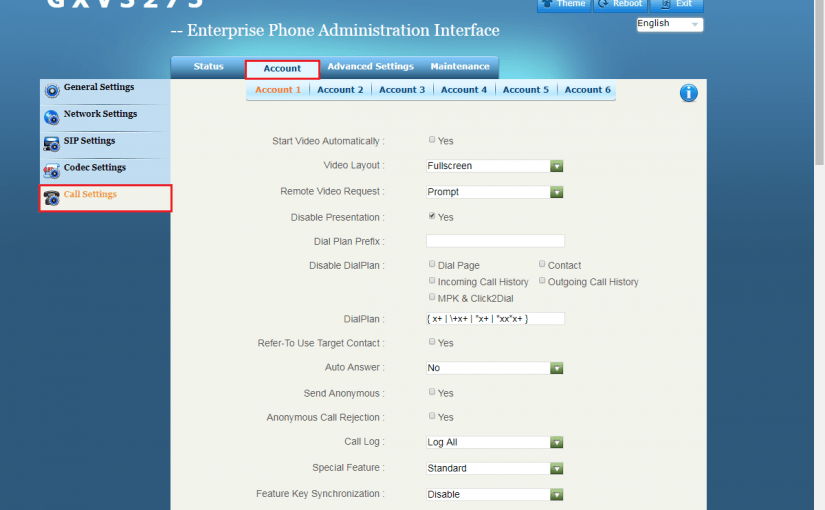 GXV3275
Theme Reboot Exit
-- Enterprise Phone Administration Interface
English
Status Account Advanced Settings Maintenance
General Settings
Account 1 Account 2 Account 3 Account 4 Account 5 Account 6
Network Settings
SIP Settings
Codec Settings
Call Settings
Start Video Automatically : Yes
Video Layout : Fullscreen
Remote Video Request : Prompt
Disable Presentation : Yes
Dial Plan Prefix :
Disable DialPlan : Dial Page Contact
Incoming Call History Outgoing Call History
MPK & Click2Dial
DialPlan : { x+ | \+x+ | *x+ | *xx*x+ }
Refer-To Use Target Contact : Yes
Auto Answer : No
Send Anonymous : Yes
Anonymous Call Rejection : Yes
Call Log : Log All
Special Feature : Standard
Feature Key Synchronization : Disable